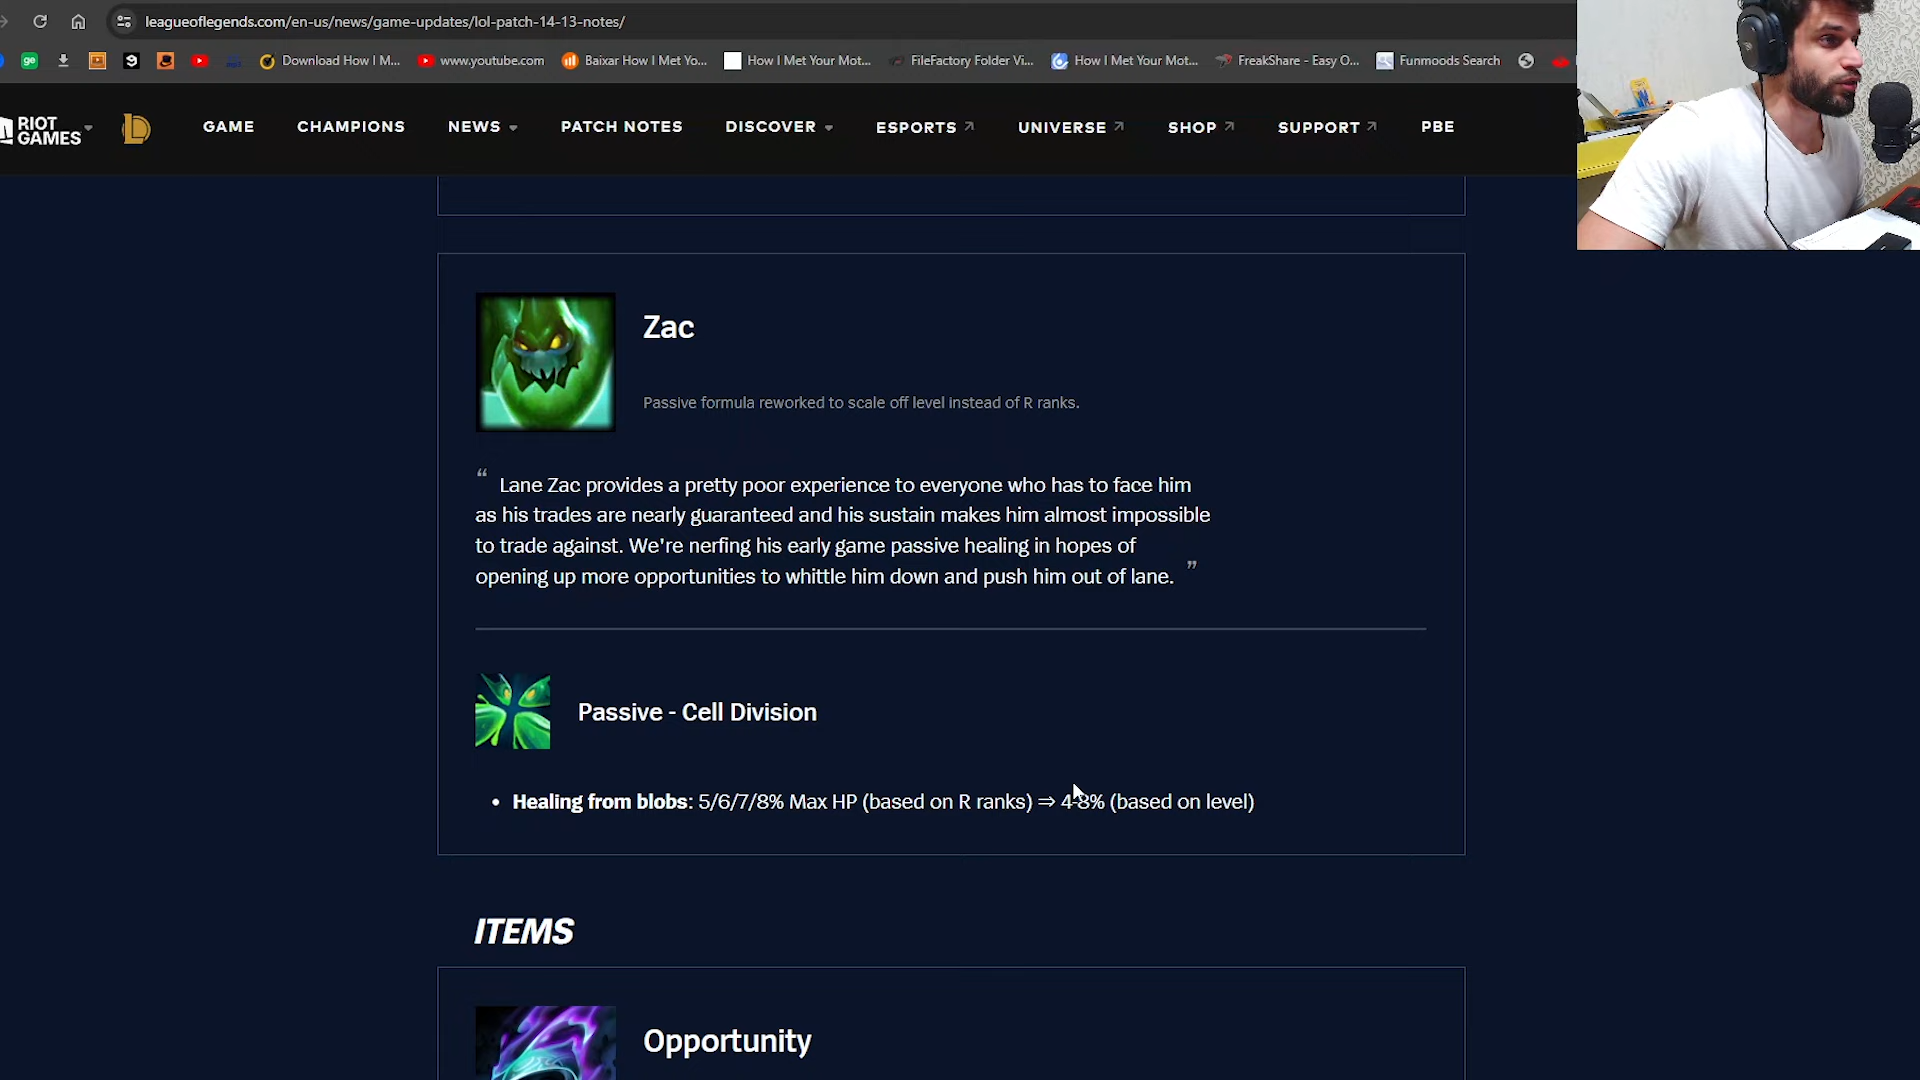 leagueoflegends.com/en-us/news/game-updates/lol-patch-14-13-notes/
ge
9
Download How I M...
www.youtube.com
Baixar How I Met Yo...
How I Met Your Mot...
FileFactory Folder Vi...
How I Met Your Mot...
FreakShare - Easy O...
Funmoods Search
RIOT
GAMES
GAME
CHAMPIONS
NEWS
PATCH NOTES
DISCOVER
ESPORTS
UNIVERSE
SHOP
SUPPORT
PBE
Zac
Passive formula reworked to scale off level instead of R ranks.
“ Lane Zac provides a pretty poor experience to everyone who has to face him
as his trades are nearly guaranteed and his sustain makes him almost impossible
to trade against. We're nerfing his early game passive healing in hopes of
opening up more opportunities to whittle him down and push him out of lane. ”
Passive - Cell Division
• Healing from blobs: 5/6/7/8% Max HP (based on R ranks) ⇒ 4-8% (based on level)
ITEMS
Opportunity